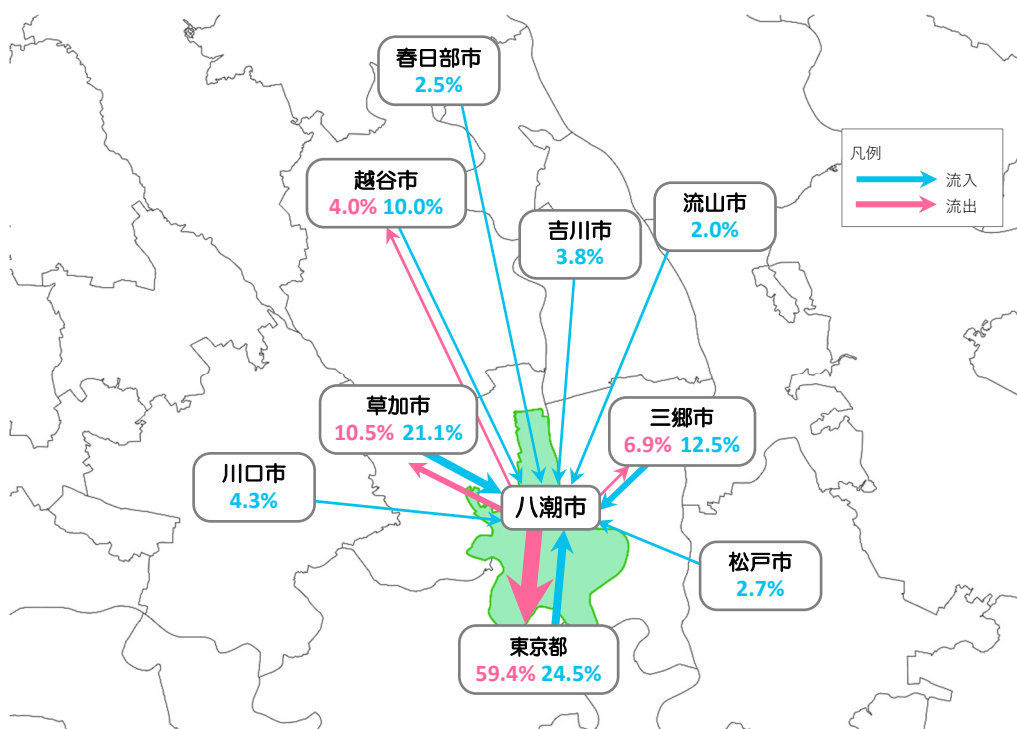 春日部市
2.5%
凡例
流入
流出
越谷市
4.0% 10.0%
流山市
2.0%
吉川市
3.8%
草加市
10.5% 21.1%
三郷市
6.9% 12.5%
川口市
4.3%
八潮市
松戸市
2.7%
東京都
59.4% 24.5%